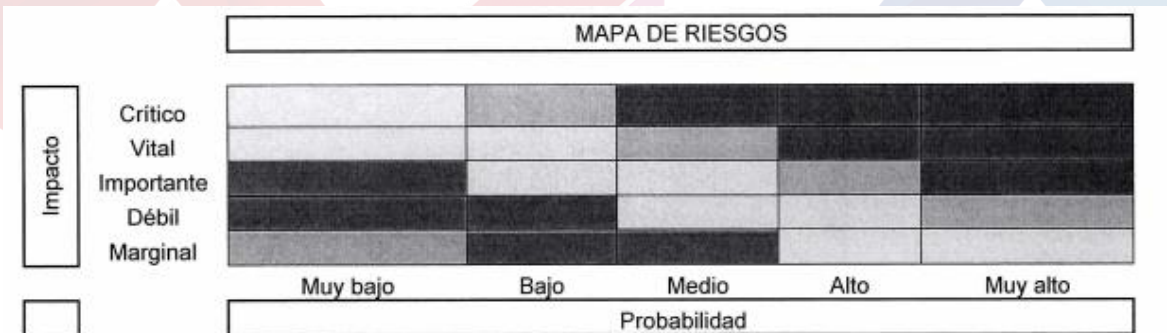 MAPA DE RIESGOS
Impacto
Crítico
Vital
Importante
Débil
Marginal
Muy bajo Bajo Medio Alto Muy alto
Probabilidad